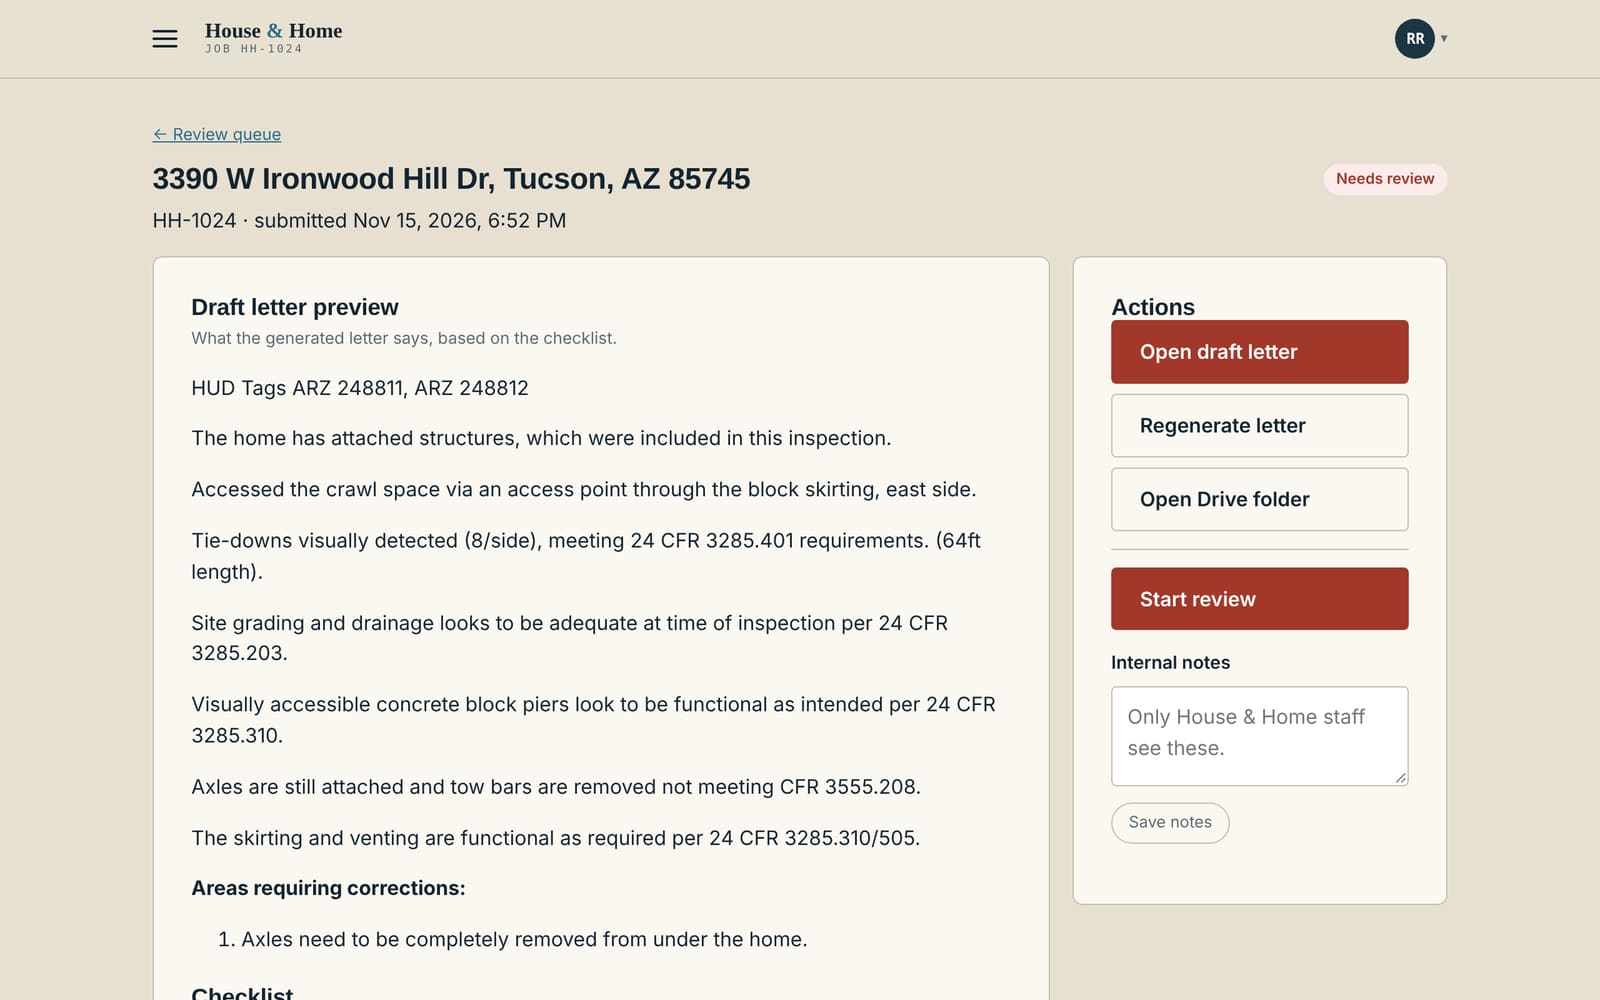 House & Home
JOB HH-1024
RR ▾
← Review queue
3390 W Ironwood Hill Dr, Tucson, AZ 85745
Needs review
HH-1024 · submitted Nov 15, 2026, 6:52 PM
Draft letter preview
What the generated letter says, based on the checklist.
HUD Tags ARZ 248811, ARZ 248812
The home has attached structures, which were included in this inspection.
Accessed the crawl space via an access point through the block skirting, east side.
Tie-downs visually detected (8/side), meeting 24 CFR 3285.401 requirements. (64ft
length).
Site grading and drainage looks to be adequate at time of inspection per 24 CFR
3285.203.
Visually accessible concrete block piers look to be functional as intended per 24 CFR
3285.310.
Axles are still attached and tow bars are removed not meeting CFR 3555.208.
The skirting and venting are functional as required per 24 CFR 3285.310/505.
Areas requiring corrections:
1. Axles need to be completely removed from under the home.
Checklist
Actions
Open draft letter
Regenerate letter
Open Drive folder
Start review
Internal notes
Only House & Home staff
see these.
Save notes